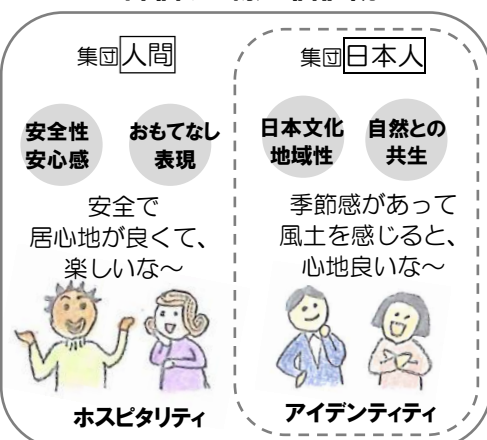 集団人間
安全性
安心感
おもてなし
表現
安全で
居心地が良くて、
楽しいな～
ホスピタリティ
集団日本人
日本文化
地域性
自然との
共生
季節感があって
風土を感じると、
心地良いな～
アイデンティティ